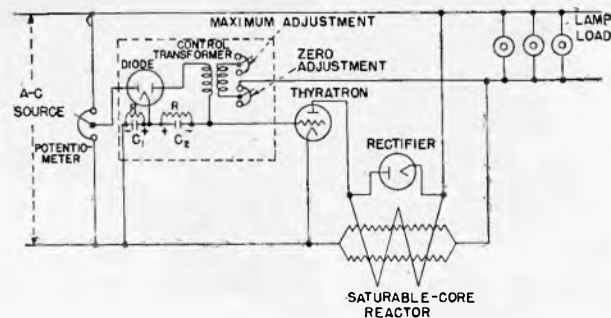 MAXIMUM ADJUSTMENT
LAMP
LOAD
CONTROL
TRANSFORMER
ZERO
ADJUSTMENT
DIODE
THYRATRON
A-C
SOURCE
POTENTIO-
METER
R
R
+
+
-
C1
C2
RECTIFIER
SATURABLE-CORE
REACTOR